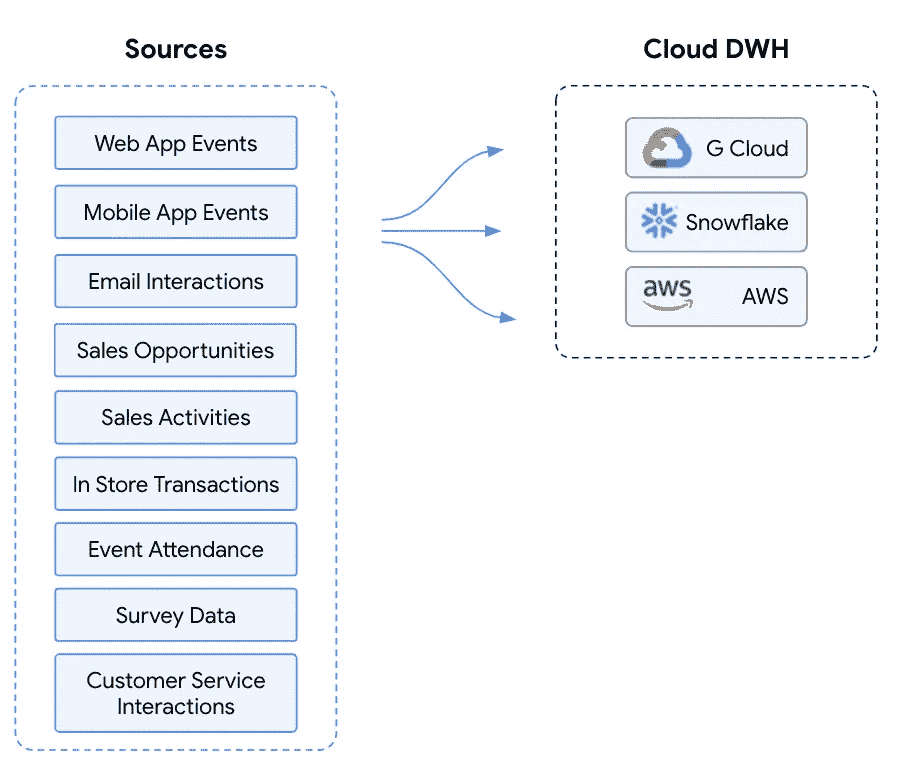 Sources
Web App Events
Mobile App Events
Email Interactions
Sales Opportunities
Sales Activities
In Store Transactions
Event Attendance
Survey Data
Customer Service
Interactions
Cloud DWH
G Cloud
Snowflake
aws AWS